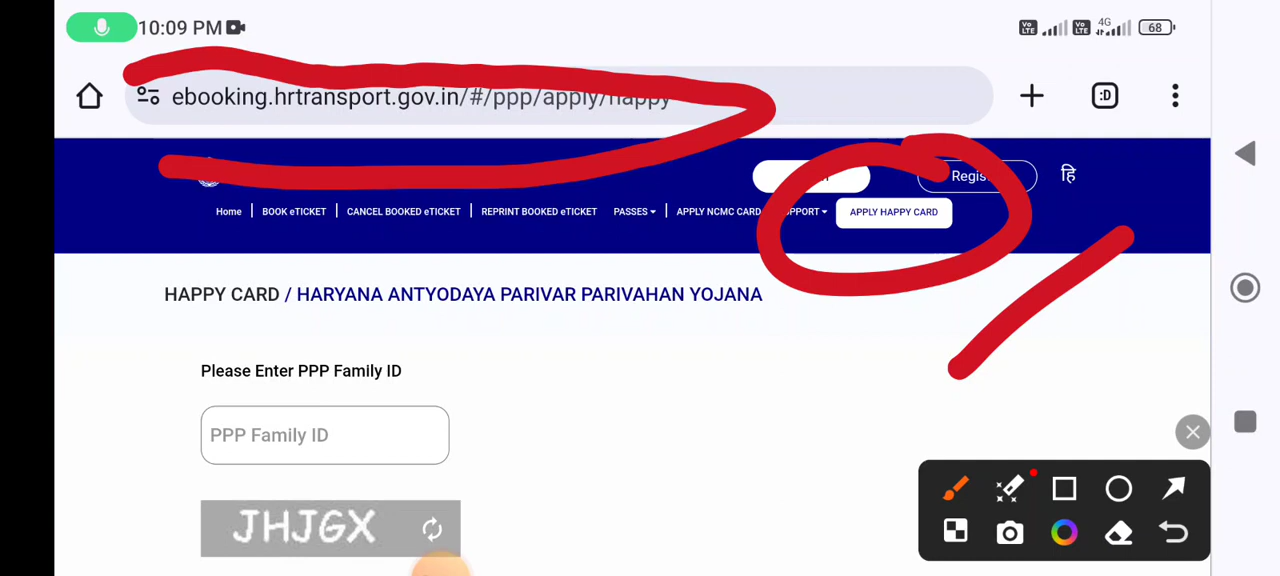 10:09 PM
4G
68
ebooking.hrtransport.gov.in/#/ppp/apply/happy
हि
Home BOOK eTICKET CANCEL BOOKED eTICKET REPRINT BOOKED eTICKET PASSES APPLY NCMC CARD APPLY HAPPY CARD
HAPPY CARD / HARYANA ANTYODAYA PARIVAR PARIVAHAN YOJANA
Please Enter PPP Family ID
PPP Family ID
JHJGX